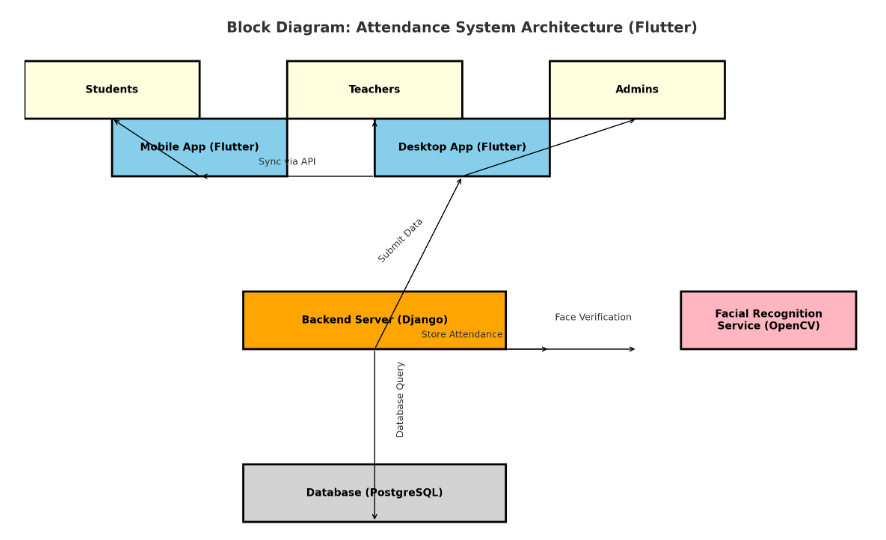 Block Diagram: Attendance System Architecture (Flutter)
Students
Teachers
Admins
Mobile App (Flutter)
Desktop App (Flutter)
Sync via API
Submit Data
Backend Server (Django)
Store Attendance
Face Verification
Facial Recognition
Service (OpenCV)
Database Query
Database (PostgreSQL)